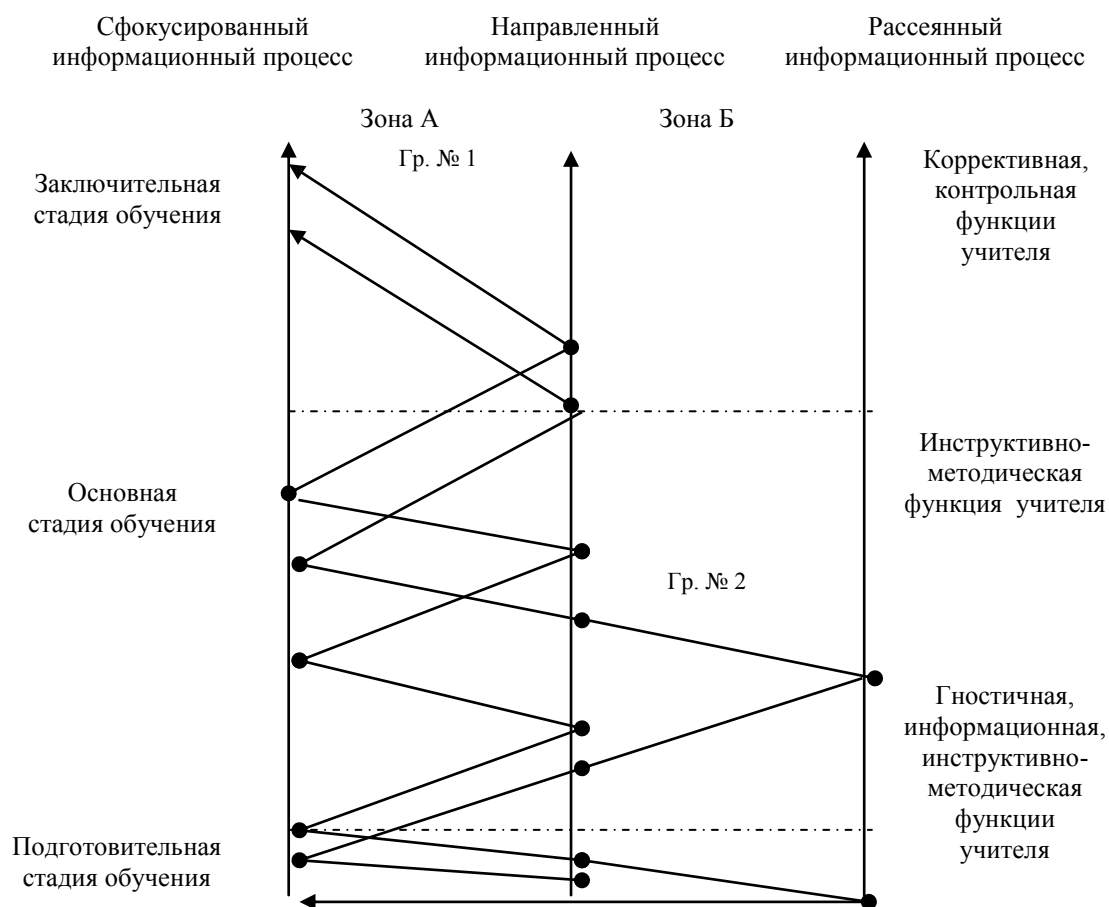 Сфокусированный
информационный процесс
Направленный
информационный процесс
Рассеянный
информационный процесс
Зона А
Зона Б
Гр. № 1
Заключительная
стадия обучения
Коррективная,
контрольная
функции
учителя
Основная
стадия обучения
Инструктивно-
методическая
функция учителя
Гр. № 2
Гностичная,
информационная,
инструктивно-
методическая
функции
учителя
Подготовительная
стадия обучения